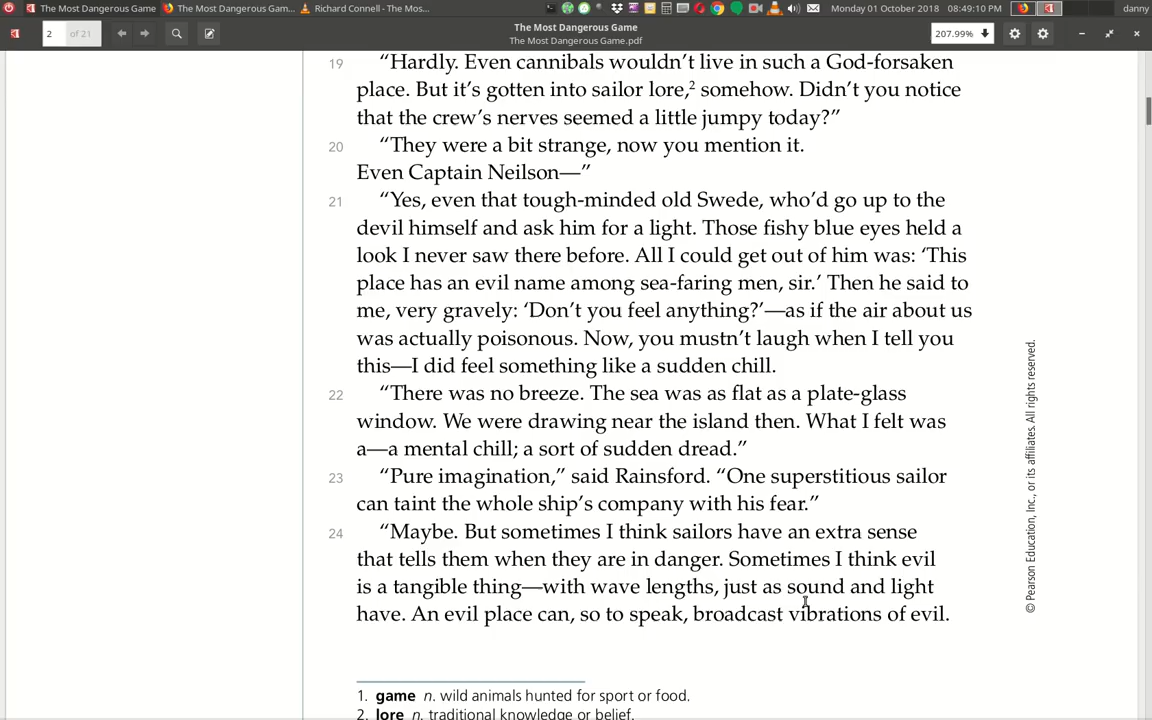 The Most Dangerous Game
The Most Dangerous Gam...
Richard Connell - The Mos...
Monday 01 October 2018
08:49:10 PM
danny
2
of 21
The Most Dangerous Game
The Most Dangerous Game.pdf
207.99%
19
“Hardly. Even cannibals wouldn’t live in such a God-forsaken
place. But it’s gotten into sailor lore,2 somehow. Didn’t you notice
that the crew’s nerves seemed a little jumpy today?”
20
“They were a bit strange, now you mention it.
Even Captain Neilson—”
21
“Yes, even that tough-minded old Swede, who’d go up to the
devil himself and ask him for a light. Those fishy blue eyes held a
look I never saw there before. All I could get out of him was: ‘This
place has an evil name among sea-faring men, sir.’ Then he said to
me, very gravely: ‘Don’t you feel anything?’—as if the air about us
was actually poisonous. Now, you mustn’t laugh when I tell you
this—I did feel something like a sudden chill.
22
“There was no breeze. The sea was as flat as a plate-glass
window. We were drawing near the island then. What I felt was
a—a mental chill; a sort of sudden dread.”
23
“Pure imagination,” said Rainsford. “One superstitious sailor
can taint the whole ship’s company with his fear.”
24
“Maybe. But sometimes I think sailors have an extra sense
that tells them when they are in danger. Sometimes I think evil
is a tangible thing—with wave lengths, just as sound and light
have. An evil place can, so to speak, broadcast vibrations of evil.
© Pearson Education, Inc., or its affiliates. All rights reserved.
1. game n. wild animals hunted for sport or food.
2. lore n. traditional knowledge or belief.